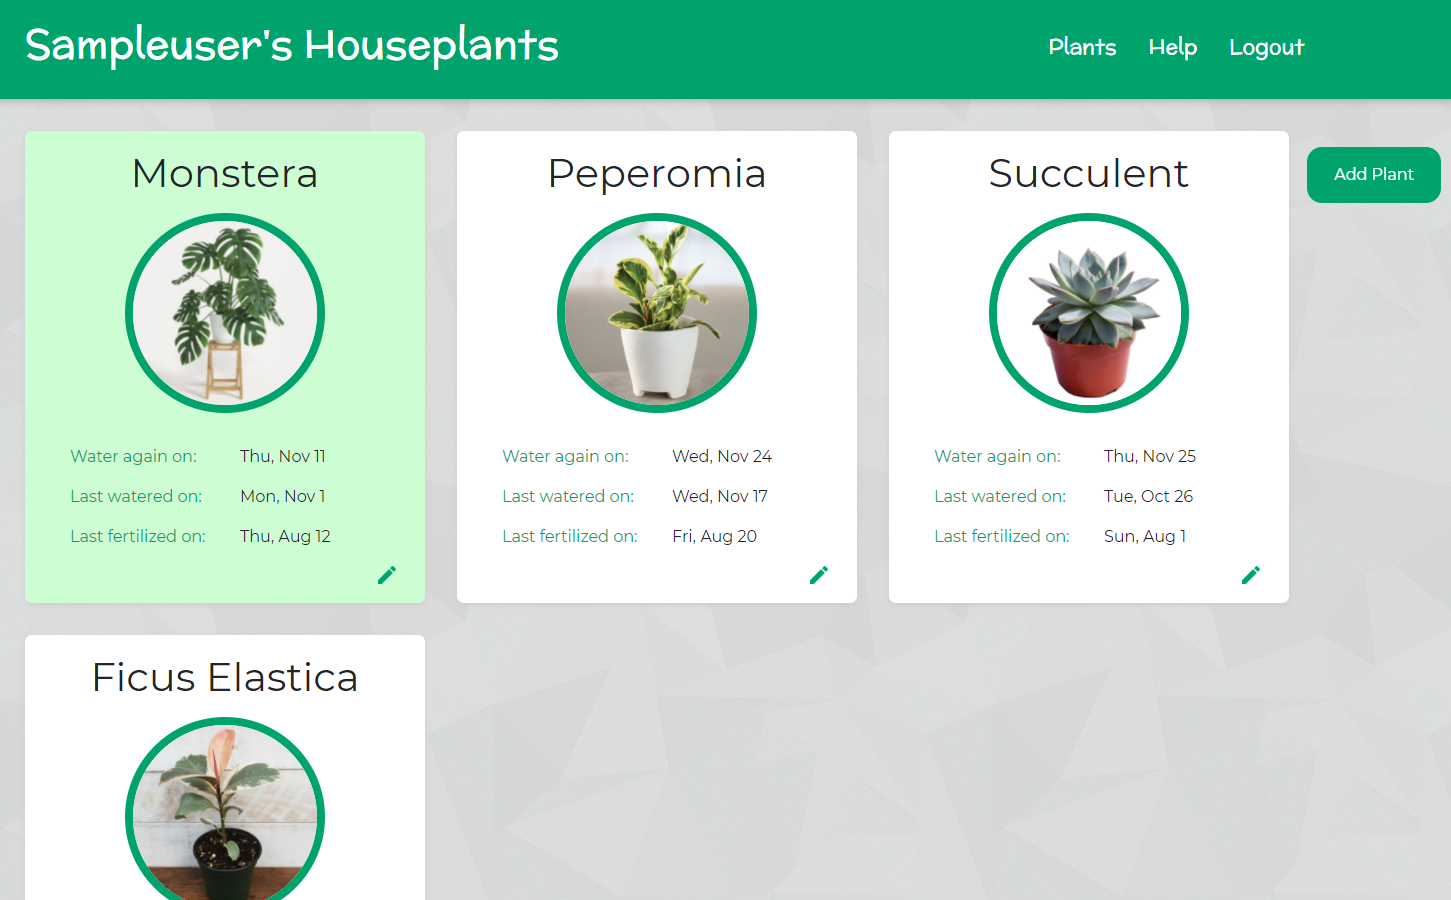 Sampleuser's Houseplants
Plants Help Logout
Monstera
Water again on: Thu, Nov 11
Last watered on: Mon, Nov 1
Last fertilized on: Thu, Aug 12
Peperomia
Water again on: Wed, Nov 24
Last watered on: Wed, Nov 17
Last fertilized on: Fri, Aug 20
Succulent
Water again on: Thu, Nov 25
Last watered on: Tue, Oct 26
Last fertilized on: Sun, Aug 1
Add Plant
Ficus Elastica